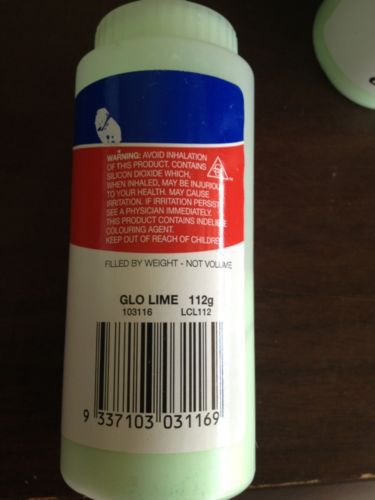 WARNING: AVOID INHALATION
OF THIS PRODUCT. CONTAINS
SILICON DIOXIDE WHICH,
WHEN INHALED, MAY BE INJURIOU
TO YOUR HEALTH. MAY CAUSE
IRRITATION. IF IRRITATION PERSIST
SEE A PHYSICIAN IMMEDIATELY.
THIS PRODUCT CONTAINS INDELIB
COLOURING AGENT.
KEEP OUT OF REACH OF CHILDREN
FILLED BY WEIGHT - NOT VOLUME
GLO LIME 112g
103116 LCL112
9 337103 031169